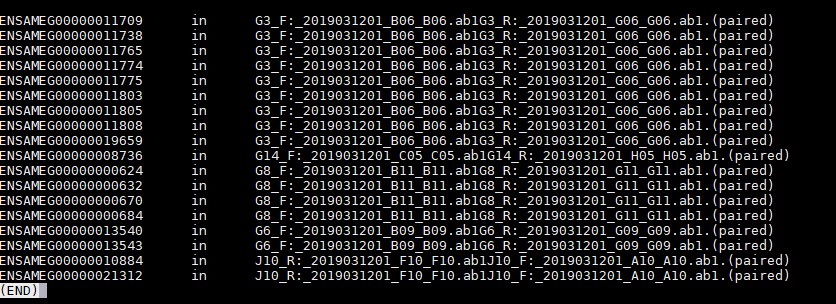 ENSAMEG00000011709 in G3_F:_2019031201_B06_B06.ab1G3_R:_2019031201_G06_G06.ab1.(paired)
ENSAMEG00000011738 in G3_F:_2019031201_B06_B06.ab1G3_R:_2019031201_G06_G06.ab1.(paired)
ENSAMEG00000011765 in G3_F:_2019031201_B06_B06.ab1G3_R:_2019031201_G06_G06.ab1.(paired)
ENSAMEG00000011774 in G3_F:_2019031201_B06_B06.ab1G3_R:_2019031201_G06_G06.ab1.(paired)
ENSAMEG00000011775 in G3_F:_2019031201_B06_B06.ab1G3_R:_2019031201_G06_G06.ab1.(paired)
ENSAMEG00000011803 in G3_F:_2019031201_B06_B06.ab1G3_R:_2019031201_G06_G06.ab1.(paired)
ENSAMEG00000011805 in G3_F:_2019031201_B06_B06.ab1G3_R:_2019031201_G06_G06.ab1.(paired)
ENSAMEG00000011808 in G3_F:_2019031201_B06_B06.ab1G3_R:_2019031201_G06_G06.ab1.(paired)
ENSAMEG00000019659 in G3_F:_2019031201_B06_B06.ab1G3_R:_2019031201_G06_G06.ab1.(paired)
ENSAMEG00000008736 in G14_F:_2019031201_C05_C05.ab1G14_R:_2019031201_H05_H05.ab1.(paired)
ENSAMEG00000000624 in G8_F:_2019031201_B11_B11.ab1G8_R:_2019031201_G11_G11.ab1.(paired)
ENSAMEG00000000632 in G8_F:_2019031201_B11_B11.ab1G8_R:_2019031201_G11_G11.ab1.(paired)
ENSAMEG00000000670 in G8_F:_2019031201_B11_B11.ab1G8_R:_2019031201_G11_G11.ab1.(paired)
ENSAMEG00000000684 in G8_F:_2019031201_B11_B11.ab1G8_R:_2019031201_G11_G11.ab1.(paired)
ENSAMEG00000013540 in G6_F:_2019031201_B09_B09.ab1G6_R:_2019031201_G09_G09.ab1.(paired)
ENSAMEG00000013543 in G6_F:_2019031201_B09_B09.ab1G6_R:_2019031201_G09_G09.ab1.(paired)
ENSAMEG00000010884 in J10_R:_2019031201_F10_F10.ab1J10_F:_2019031201_A10_A10.ab1.(paired)
ENSAMEG00000021312 in J10_R:_2019031201_F10_F10.ab1J10_F:_2019031201_A10_A10.ab1.(paired)
(END)